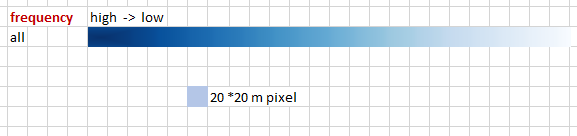 frequency high -> low
all
20 *20 m pixel